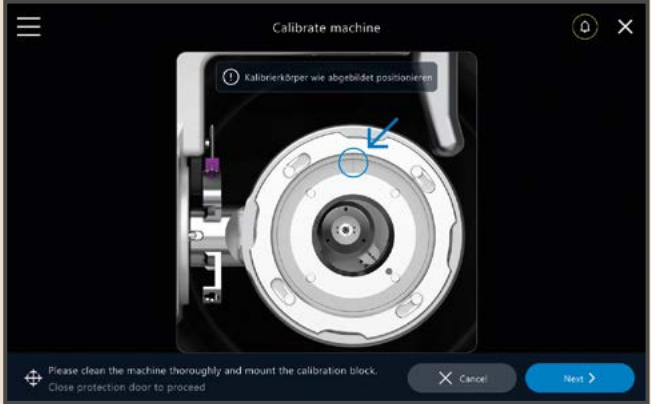 Calibrate machine
Kalibrierkörper wie abgebildet positionieren
Please clean the machine thoroughly and mount the calibration block.
Close protection door to proceed
Cancel
Next